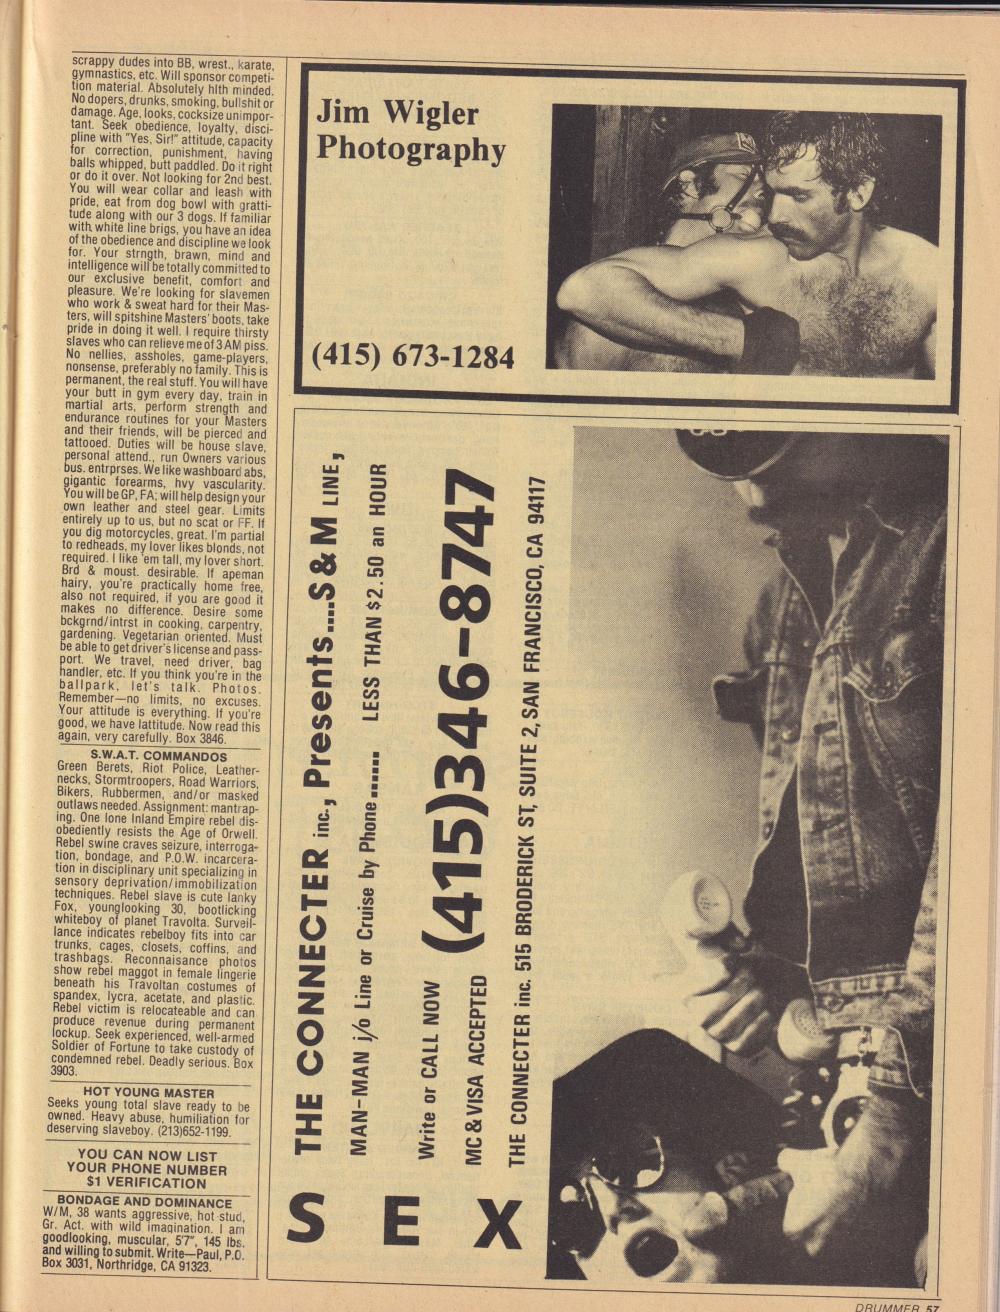 scrappy dudes into BB, wrest., karate,
gymnastics, etc. Will sponsor competi-
tion material. Absolutely hlth minded.
No dopers, drunks, smoking, bullshit or
damage. Age, looks, cocksize unimpor-
tant. Seek obedience, loyalty, disci-
pline with "Yes, Sir!" attitude, capacity
for correction, punishment, having
balls whipped, butt paddled. Do it right
or do it over. Not looking for 2nd best.
You will wear collar and leash with
pride, eat from dog bowl with gratti-
tude along with our 3 dogs. If familiar
with white line brigs, you have an idea
of the obedience and discipline we look
for. Your strngth, brawn, mind and
intelligence will be totally committed to
our exclusive benefit, comfort and
pleasure. We're looking for slavemen
who work & sweat hard for their Mas-
ters, will spitshine Masters' boots, take
pride in doing it well. I require thirsty
slaves who can relieve me of 3 AM piss.
No nellies, assholes, game-players,
nonsense, preferably no family. This is
permanent, the real stuff. You will have
your butt in gym every day, train in
martial arts, perform strength and
endurance routines for your Masters
and their friends, will be pierced and
tattooed. Duties will be house slave,
personal attend., run Owners various
bus. entrprses. We like washboard abs,
gigantic forearms, hvy vascularity.
You will be GP, FA; will help design your
own leather and steel gear. Limits
entirely up to us, but no scat or FF. If
you dig motorcycles, great. I'm partial
to redheads, my lover likes blonds, not
required. I like 'em tall, my lover short.
Brd & moust. desirable. If apeman
hairy, you're practically home free,
also not required, if you are good it
makes no difference. Desire some
bckgrnd/intrst in cooking, carpentry,
gardening. Vegetarian oriented. Must
be able to get driver's license and pass-
port. We travel, need driver, bag
handler, etc. If you think you're in the
ballpark, let's talk. Photos.
Remember—no limits, no excuses.
Your attitude is everything. If you're
good, we have lattitude. Now read this
again, very carefully. Box 3846.
S.W.A.T. COMMANDOS
Green Berets, Riot Police, Leather-
necks, Stormtroopers, Road Warriors,
Bikers, Rubbermen, and/or masked
outlaws needed. Assignment: mantrap-
ing. One lone Inland Empire rebel dis-
obediently resists the Age of Orwell.
Rebel swine craves seizure, interroga-
tion, bondage, and P.O.W. incarcera-
tion in disciplinary unit specializing in
sensory deprivation/immobilization
techniques. Rebel slave is cute lanky
Fox, younglooking 30, bootlicking
whiteboy of planet Travolta. Surveil-
lance indicates rebelboy fits into car
trunks, cages, closets, coffins, and
trashbags. Reconnaisance photos
show rebel maggot in female lingerie
beneath his Travoltan costumes of
spandex, lycra, acetate, and plastic.
Rebel victim is relocateable and can
produce revenue during permanent
lockup. Seek experienced, well-armed
Soldier of Fortune to take custody of
condemned rebel. Deadly serious. Box
3903.
HOT YOUNG MASTER
Seeks young total slave ready to be
owned. Heavy abuse, humiliation for
deserving slaveboy. (213)652-1199.
YOU CAN NOW LIST
YOUR PHONE NUMBER
$1 VERIFICATION
BONDAGE AND DOMINANCE
W/M, 38 wants aggressive, hot stud,
Gr. Act. with wild imagination. I am
goodlooking, muscular, 5'7", 145 lbs.
and willing to submit. Write—Paul, P.O.
Box 3031, Northridge, CA 91323.
Jim Wigler
Photography
(415) 673-1284
SEX
THE CONNECTER inc., Presents....S&M LINE,
MAN-MAN j/o Line or Cruise by Phone...... LESS THAN $2.50 an HOUR
Write or CALL NOW (415)346-8747
MC & VISA ACCEPTED
THE CONNECTER inc. 515 BRODERICK ST, SUITE 2, SAN FRANCISCO, CA 94117
DRUMMER 57